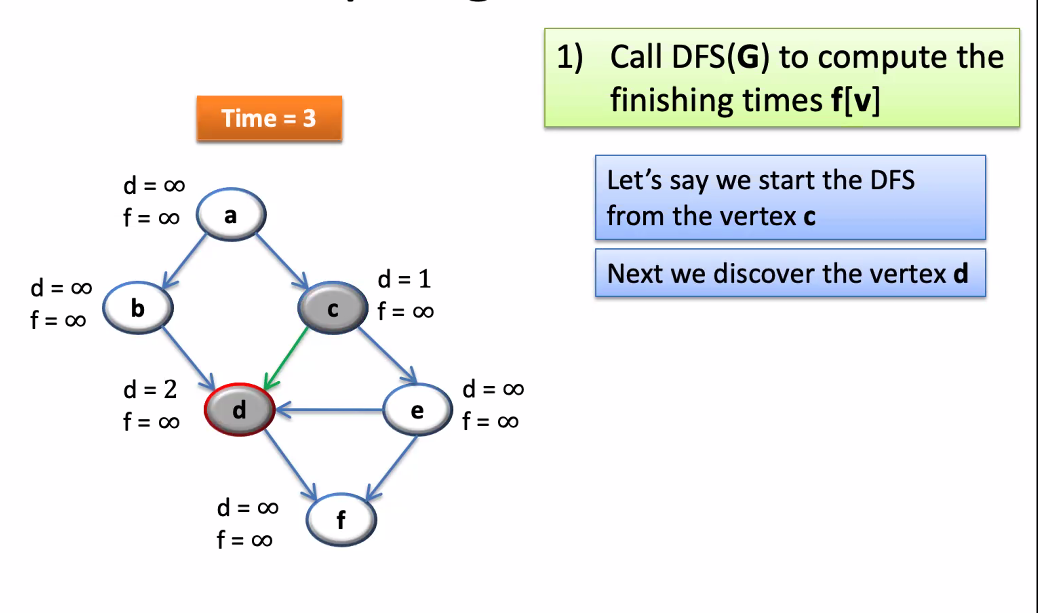 1) Call DFS(G) to compute the
finishing times f[v]
Time = 3
Let's say we start the DFS
from the vertex c
Next we discover the vertex d
d = ∞
f = ∞
a
d = ∞
f = ∞
b
c
d = 1
f = ∞
d = 2
f = ∞
d
e
d = ∞
f = ∞
d = ∞
f = ∞
f